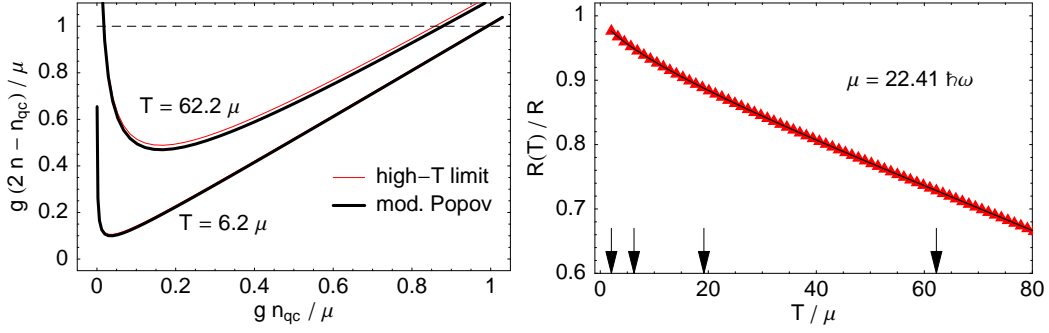 g (2 n − n_qc) / μ
1
0.8
0.6
0.4
0.2
0
T = 62.2 μ
T = 6.2 μ
high−T limit
mod. Popov
0 0.2 0.4 0.6 0.8 1
g n_qc / μ
R(T) / R
1
0.9
0.8
0.7
0.6
μ = 22.41 ℏω
0 20 40 60 80
T / μ